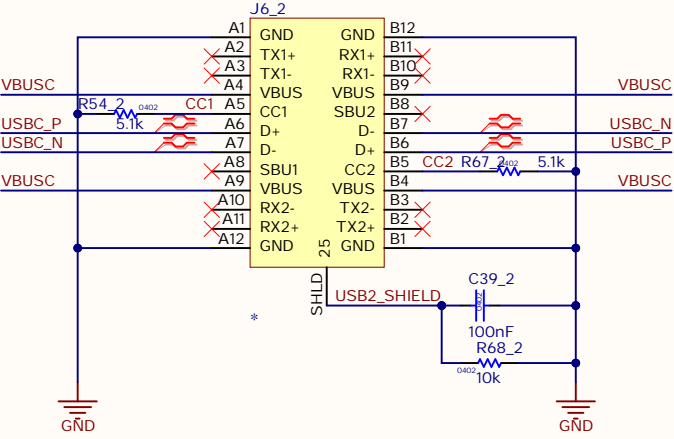 J6_2
A1 GND GND B12
A2 TX1+ RX1+ B11
A3 TX1- RX1- B10
VBUSC A4 VBUS VBUS B9 VBUSC
R54_2 0402 5.1k CC1 A5 CC1 SBU2 B8
USBC_P A6 D+ D- B7 USBC_N
USBC_N A7 D- D+ B6 USBC_P
A8 SBU1 CC2 B5 CC2 R67_2 0402 5.1k
VBUSC A9 VBUS VBUS B4 VBUSC
A10 RX2- TX2- B3
A11 RX2+ TX2+ B2
A12 GND GND B1
25
SHLD
USB2_SHIELD
C39_2
0402
100nF
*
R68_2
0402
10k
GND GND